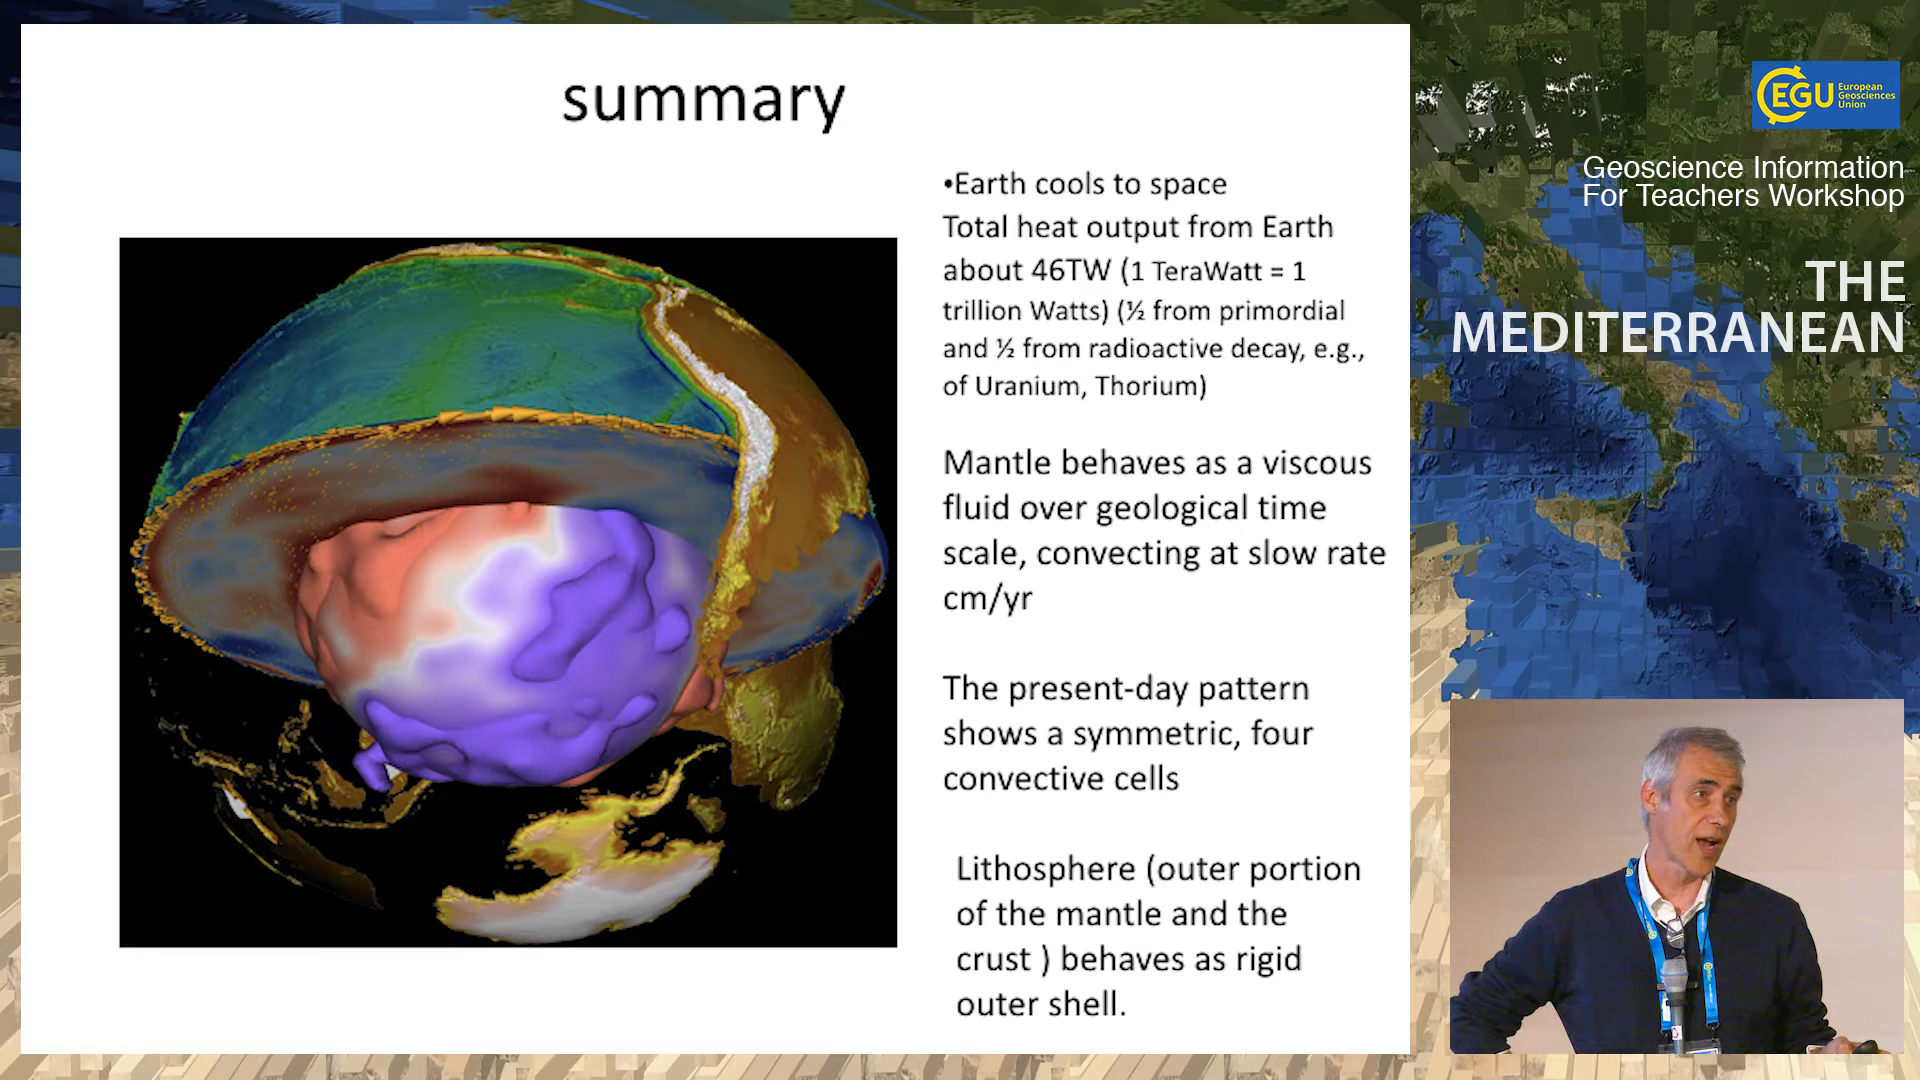 summary
•Earth cools to space
Total heat output from Earth
about 46TW (1 TeraWatt = 1
trillion Watts) (½ from primordial
and ½ from radioactive decay, e.g.,
of Uranium, Thorium)
Mantle behaves as a viscous
fluid over geological time
scale, convecting at slow rate
cm/yr
The present-day pattern
shows a symmetric, four
convective cells
Lithosphere (outer portion
of the mantle and the
crust ) behaves as rigid
outer shell.
EGU European
Geosciences
Union
Geoscience Information
For Teachers Workshop
THE
MEDITERRANEAN